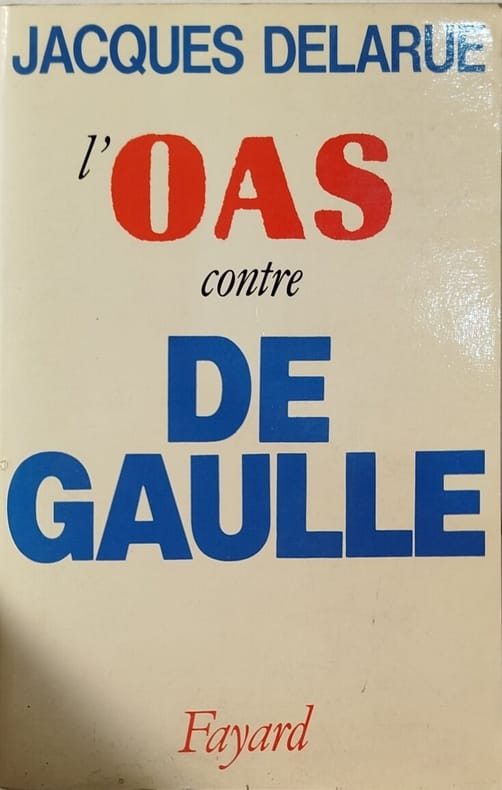 JACQUES DELARUE
l'OAS
contre
DE
GAULLE
Fayard